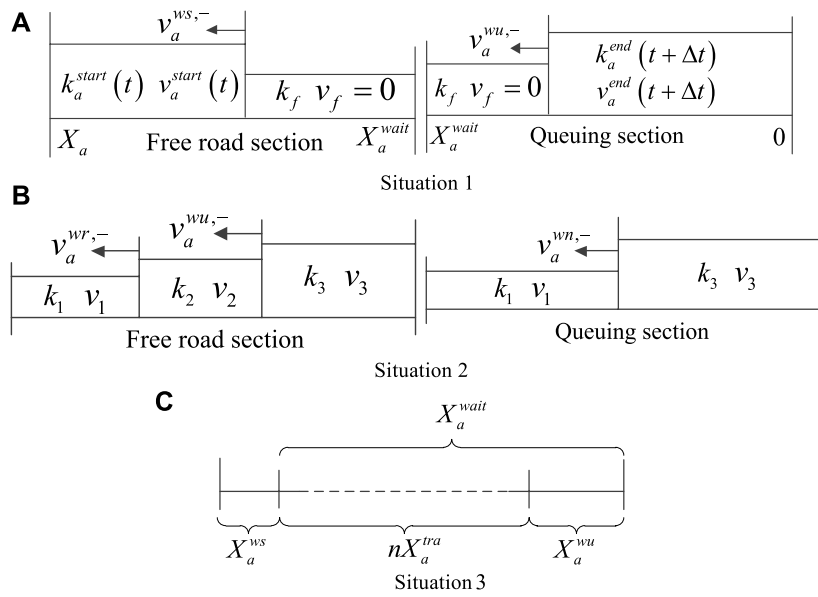 A
v_a^{ws,-}
v_a^{wu,-}
k_a^{start}(t) v_a^{start}(t)
k_f v_f = 0
k_f v_f = 0
k_a^{end}(t + Δt)
v_a^{end}(t + Δt)
X_a Free road section X_a^{wait}
X_a^{wait} Queuing section 0
Situation 1
B
v_a^{wr,-}
v_a^{wu,-}
v_a^{wn,-}
k_1 v_1
k_2 v_2
k_3 v_3
k_1 v_1
k_3 v_3
Free road section
Queuing section
Situation 2
C
X_a^{wait}
X_a^{ws}
nX_a^{tra}
X_a^{wu}
Situation 3